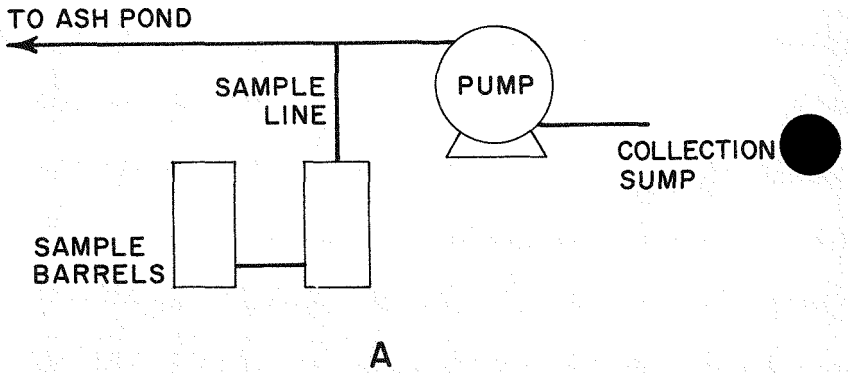 TO ASH POND
SAMPLE
LINE
PUMP
COLLECTION
SUMP
SAMPLE
BARRELS
A